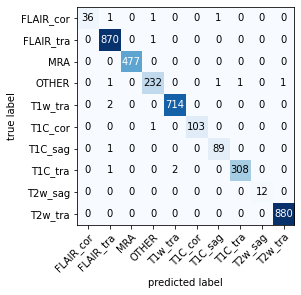 FLAIR_cor 36 1 0 1 0 0 1 0 0 0
FLAIR_tra 0 870 0 1 0 0 0 0 0 0
MRA 0 0 477 0 0 0 0 0 0 0
OTHER 0 1 0 232 0 0 1 1 0 1
T1w_tra 0 2 0 0 714 0 0 0 0 0
T1C_cor 0 0 0 1 0 103 0 0 0 0
T1C_sag 0 1 0 0 0 0 89 0 0 0
T1C_tra 0 1 0 0 2 0 0 308 0 0
T2w_sag 0 0 0 0 0 0 0 0 12 0
T2w_tra 0 0 0 0 0 0 0 0 0 880
true label
FLAIR_cor FLAIR_tra MRA OTHER T1w_tra T1C_cor T1C_sag T1C_tra T2w_sag T2w_tra
predicted label